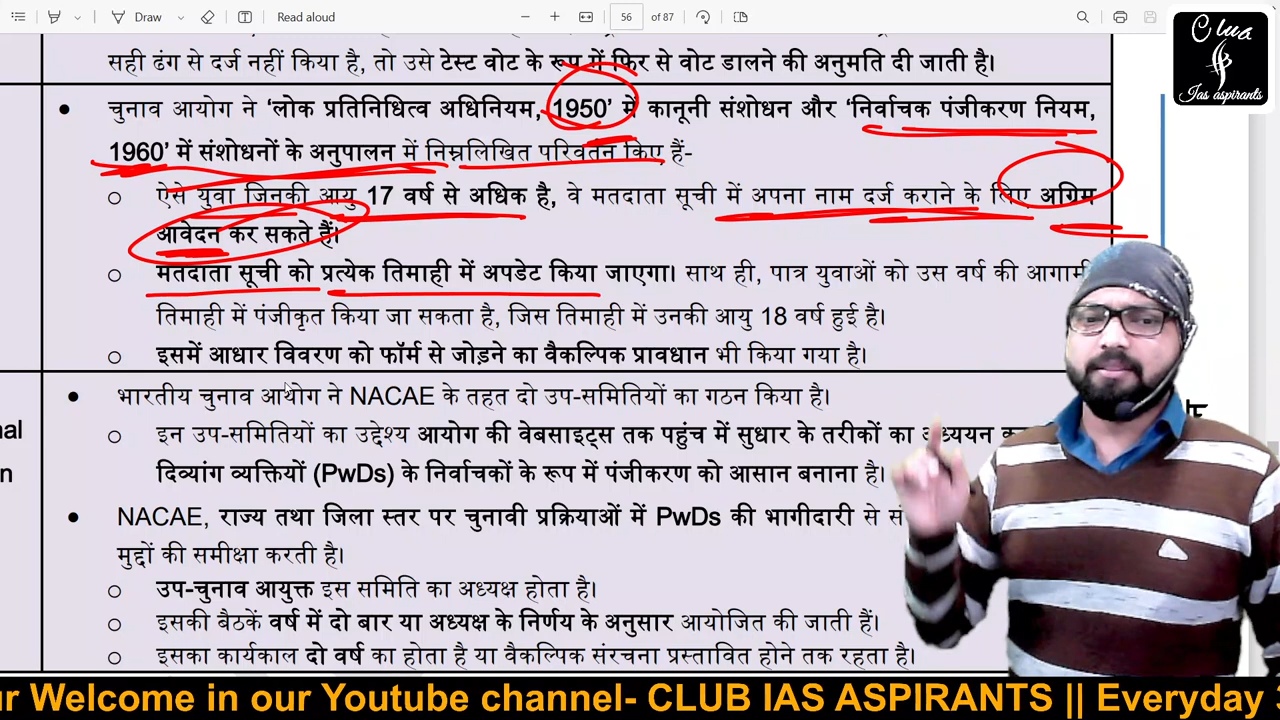 Draw
Read aloud
56
of 87
Club
Ias aspirants
सही ढंग से दर्ज नहीं किया है, तो उसे टेस्ट वोट के रूप में फिर से वोट डालने की अनुमति दी जाती है।
• चुनाव आयोग ने ‘लोक प्रतिनिधित्व अधिनियम, 1950’ में कानूनी संशोधन और ‘निर्वाचक पंजीकरण नियम,
1960’ में संशोधनों के अनुपालन में निम्नलिखित परिवर्तन किए हैं-
o ऐसे युवा जिनकी आयु 17 वर्ष से अधिक है, वे मतदाता सूची में अपना नाम दर्ज कराने के लिए अग्रिम
आवेदन कर सकते हैं।
o मतदाता सूची को प्रत्येक तिमाही में अपडेट किया जाएगा। साथ ही, पात्र युवाओं को उस वर्ष की आगामी
तिमाही में पंजीकृत किया जा सकता है, जिस तिमाही में उनकी आयु 18 वर्ष हुई है।
o इसमें आधार विवरण को फॉर्म से जोड़ने का वैकल्पिक प्रावधान भी किया गया है।
• भारतीय चुनाव आयोग ने NACAE के तहत दो उप-समितियों का गठन किया है।
nal
o इन उप-समितियों का उद्देश्य आयोग की वेबसाइट्स तक पहुंच में सुधार के तरीकों का अध्ययन
n
दिव्यांग व्यक्तियों (PwDs) के निर्वाचकों के रूप में पंजीकरण को आसान बनाना है।
• NACAE, राज्य तथा जिला स्तर पर चुनावी प्रक्रियाओं में PwDs की भागीदारी से
मुद्दों की समीक्षा करती है।
o उप-चुनाव आयुक्त इस समिति का अध्यक्ष होता है।
o इसकी बैठकें वर्ष में दो बार या अध्यक्ष के निर्णय के अनुसार आयोजित की जाती हैं।
o इसका कार्यकाल दो वर्ष का होता है या वैकल्पिक संरचना प्रस्तावित होने तक रहता है।
ur Welcome in our Youtube channel- CLUB IAS ASPIRANTS || Everyday